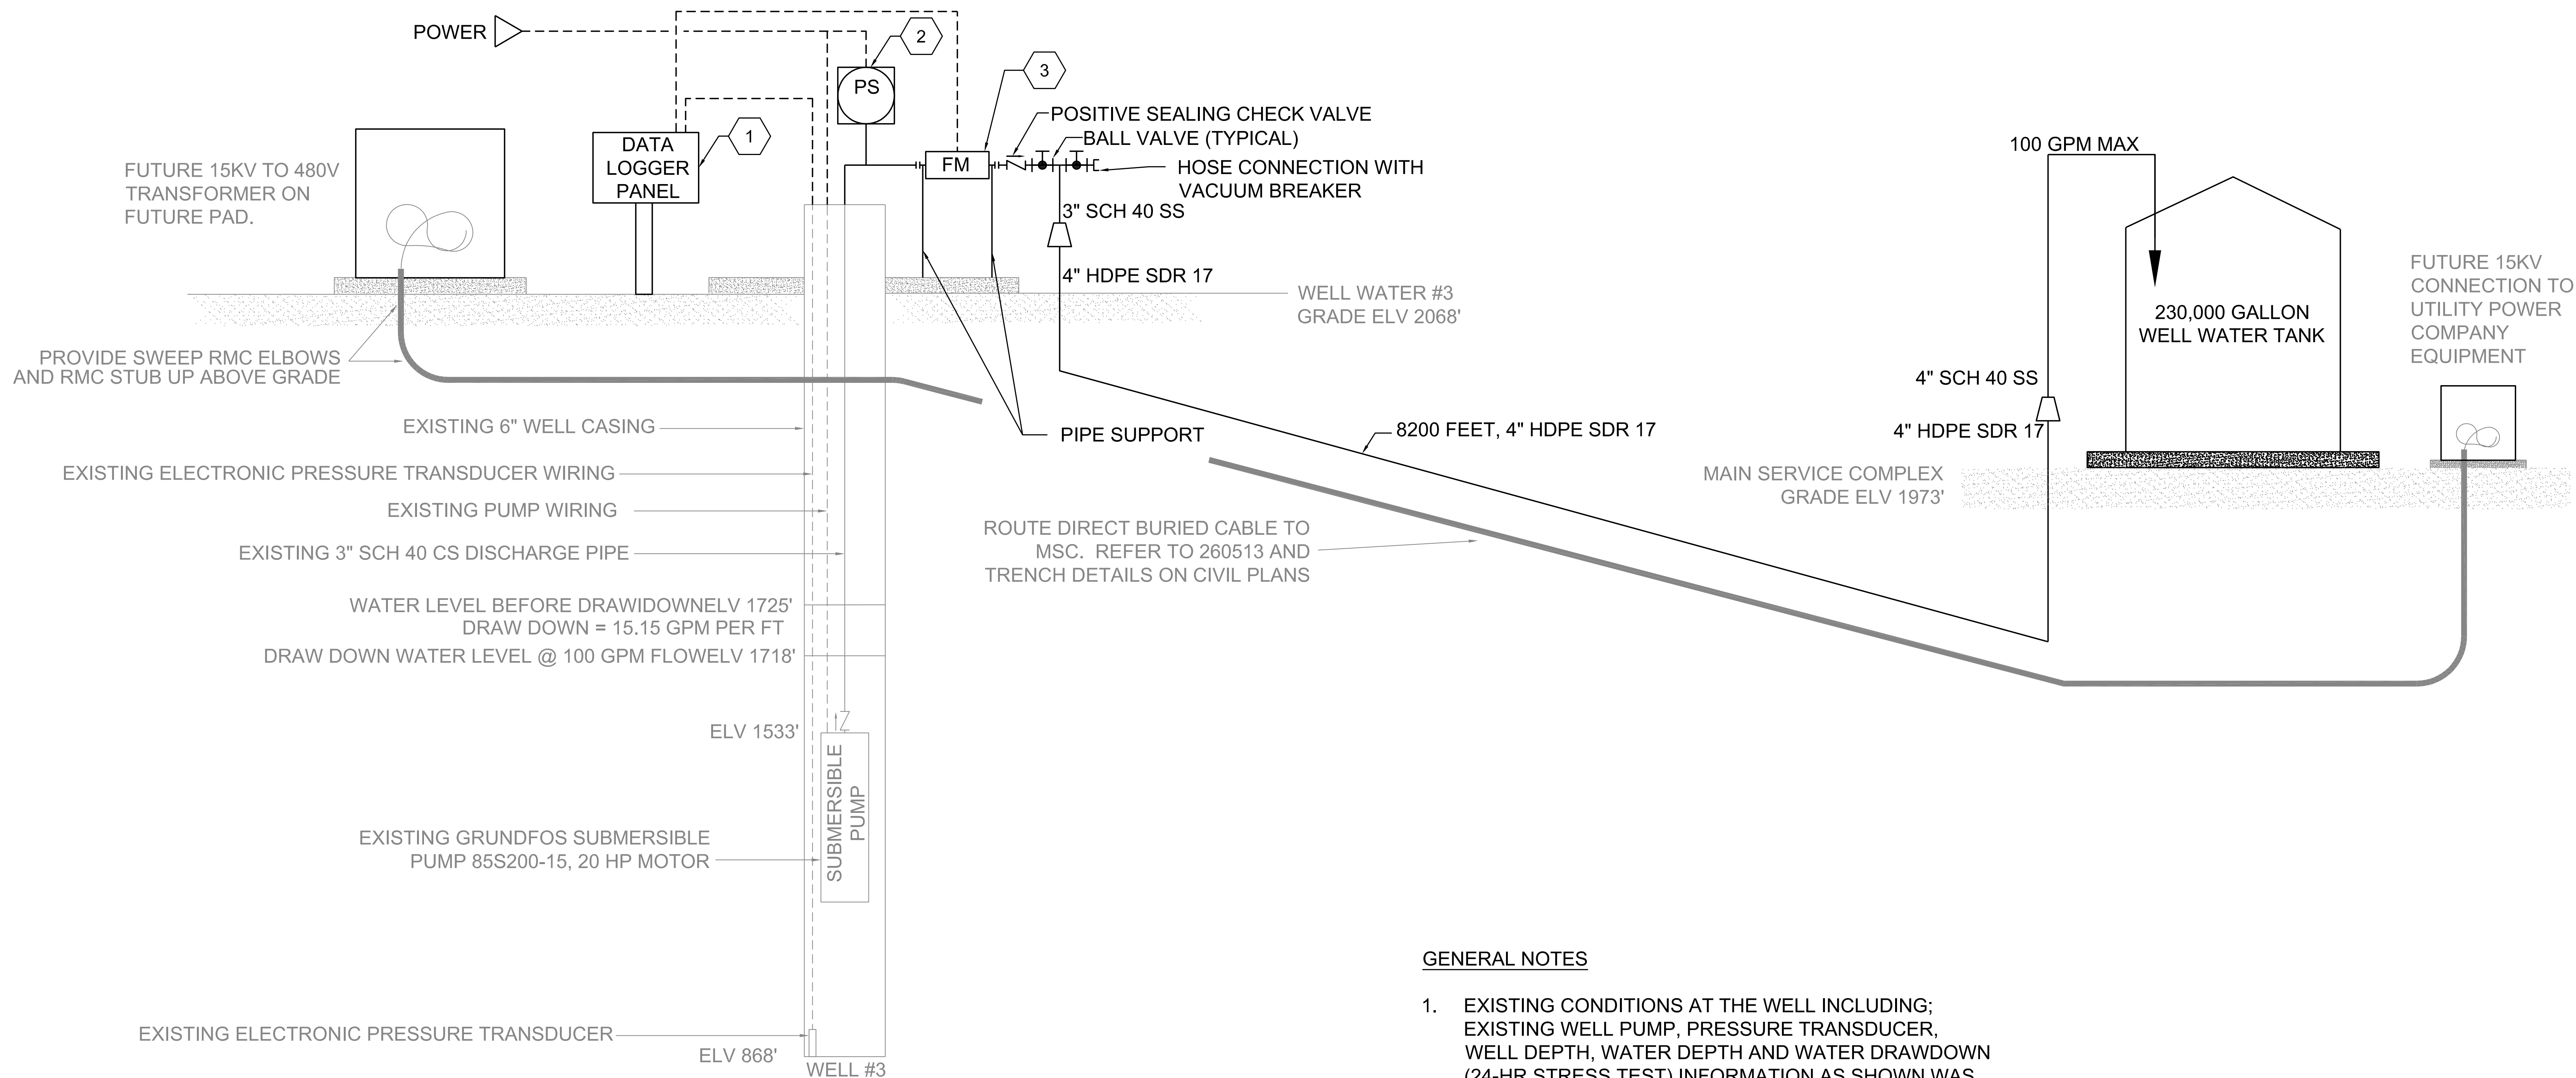 POWER
2
PS
3
1
DATA
LOGGER
PANEL
FM
POSITIVE SEALING CHECK VALVE
BALL VALVE (TYPICAL)
HOSE CONNECTION WITH
VACUUM BREAKER
3" SCH 40 SS
4" HDPE SDR 17
FUTURE 15KV TO 480V
TRANSFORMER ON
FUTURE PAD.
WELL WATER #3
GRADE ELV 2068'
PROVIDE SWEEP RMC ELBOWS
AND RMC STUB UP ABOVE GRADE
EXISTING 6" WELL CASING
PIPE SUPPORT
EXISTING ELECTRONIC PRESSURE TRANSDUCER WIRING
EXISTING PUMP WIRING
EXISTING 3" SCH 40 CS DISCHARGE PIPE
WATER LEVEL BEFORE DRAWIDOWNELV 1725'
DRAW DOWN = 15.15 GPM PER FT
DRAW DOWN WATER LEVEL @ 100 GPM FLOWELV 1718'
ELV 1533'
SUBMERSIBLE
PUMP
EXISTING GRUNDFOS SUBMERSIBLE
PUMP 85S200-15, 20 HP MOTOR
EXISTING ELECTRONIC PRESSURE TRANSDUCER
ELV 868'
WELL #3
8200 FEET, 4" HDPE SDR 17
ROUTE DIRECT BURIED CABLE TO
MSC. REFER TO 260513 AND
TRENCH DETAILS ON CIVIL PLANS
100 GPM MAX
230,000 GALLON
WELL WATER TANK
4" SCH 40 SS
4" HDPE SDR 17
MAIN SERVICE COMPLEX
GRADE ELV 1973'
FUTURE 15KV
CONNECTION TO
UTILITY POWER
COMPANY
EQUIPMENT
GENERAL NOTES
1. EXISTING CONDITIONS AT THE WELL INCLUDING;
EXISTING WELL PUMP, PRESSURE TRANSDUCER,
WELL DEPTH, WATER DEPTH AND WATER DRAWDOWN
(24-HR STRESS TEST) INFORMATION AS SHOWN WAS